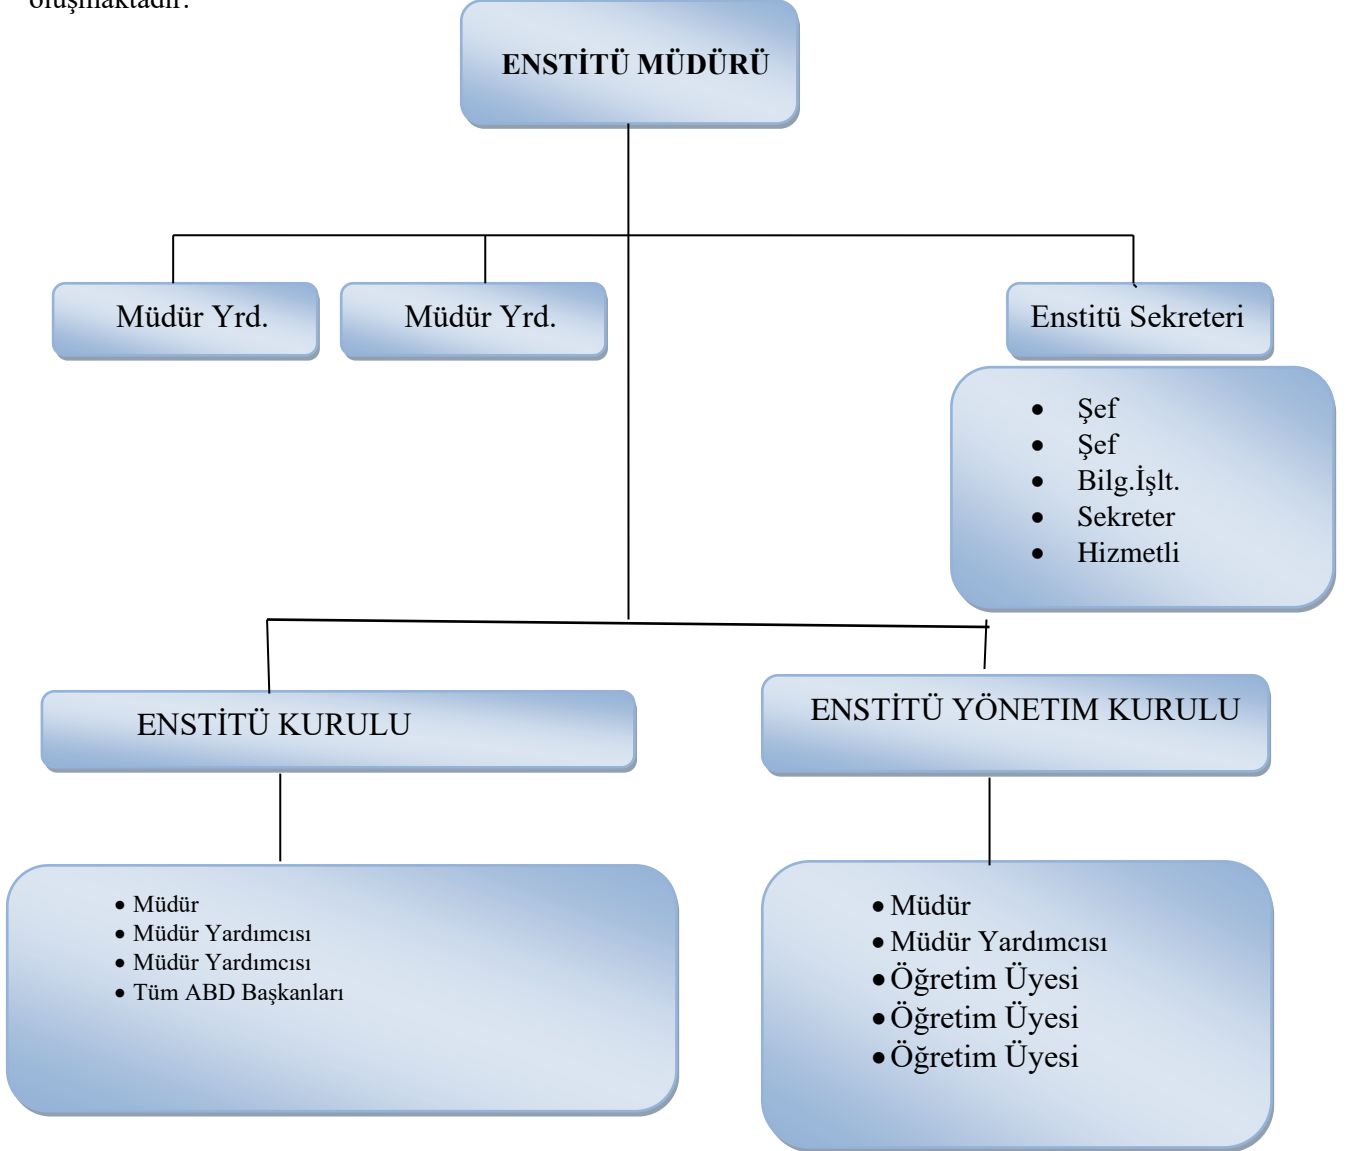 oluşmaktadır.
ENSTİTÜ MÜDÜRÜ
Müdür Yrd.
Müdür Yrd.
Enstitü Sekreteri
• Şef
• Şef
• Bilg.İşlt.
• Sekreter
• Hizmetli
ENSTİTÜ KURULU
ENSTİTÜ YÖNETIM KURULU
• Müdür
• Müdür Yardımcısı
• Müdür Yardımcısı
• Tüm ABD Başkanları
• Müdür
• Müdür Yardımcısı
• Öğretim Üyesi
• Öğretim Üyesi
• Öğretim Üyesi